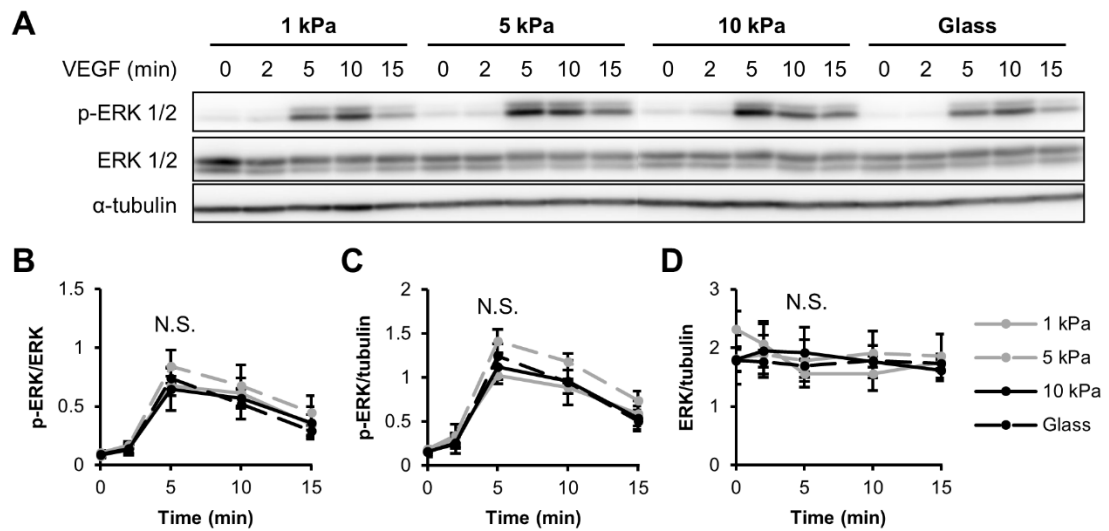 A
1 kPa 5 kPa 10 kPa Glass
VEGF (min) 0 2 5 10 15 0 2 5 10 15 0 2 5 10 15 0 2 5 10 15
p-ERK 1/2
ERK 1/2
α-tubulin
B
1.5
1
0.5
0
p-ERK/ERK
N.S.
0 5 10 15
Time (min)
C
2
1.5
1
0.5
0
p-ERK/tubulin
N.S.
0 5 10 15
Time (min)
D
3
2
1
0
ERK/tubulin
N.S.
0 5 10 15
Time (min)
1 kPa
5 kPa
10 kPa
Glass